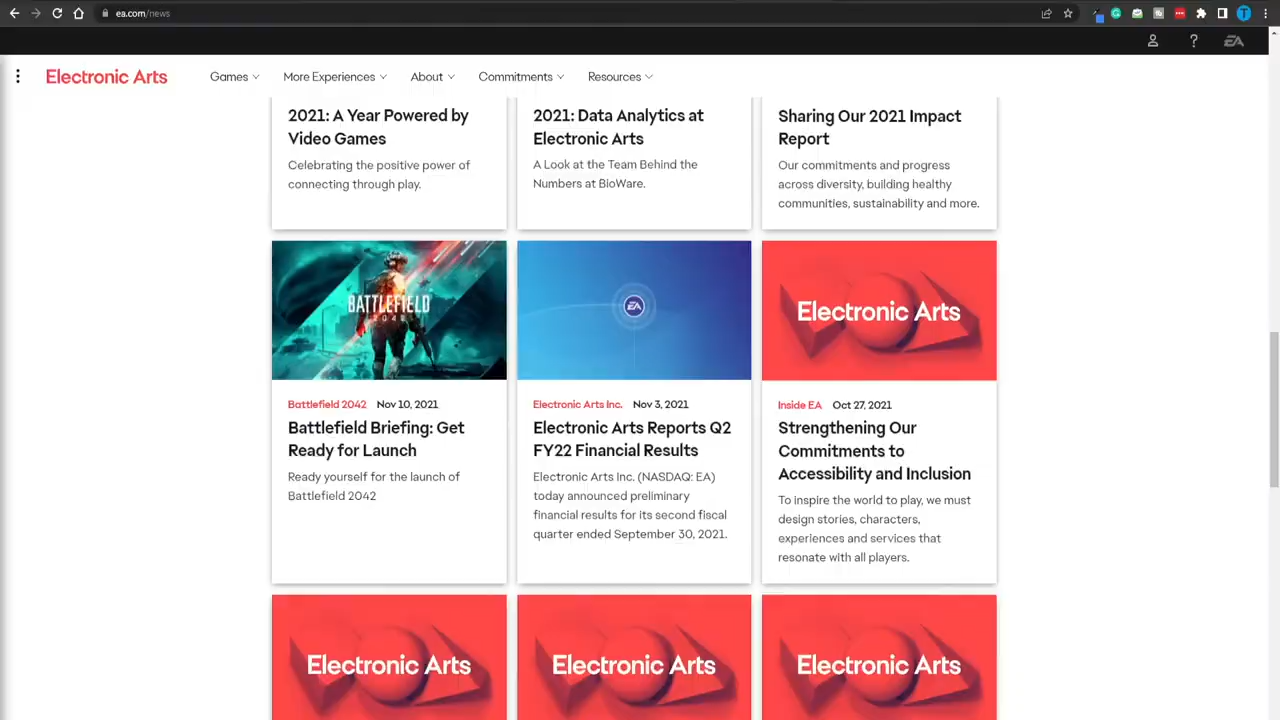 ea.com/news
EA
Electronic Arts
Games
More Experiences
About
Commitments
Resources
2021: A Year Powered by
Video Games
Celebrating the positive power of
connecting through play.
2021: Data Analytics at
Electronic Arts
A Look at the Team Behind the
Numbers at BioWare.
Sharing Our 2021 Impact
Report
Our commitments and progress
across diversity, building healthy
communities, sustainability and more.
BATTLEFIELD
2042
Battlefield 2042 Nov 10, 2021
Battlefield Briefing: Get
Ready for Launch
Ready yourself for the launch of
Battlefield 2042
EA
Electronic Arts Inc. Nov 3, 2021
Electronic Arts Reports Q2
FY22 Financial Results
Electronic Arts Inc. (NASDAQ: EA)
today announced preliminary
financial results for its second fiscal
quarter ended September 30, 2021.
Electronic Arts
Inside EA Oct 27, 2021
Strengthening Our
Commitments to
Accessibility and Inclusion
To inspire the world to play, we must
design stories, characters,
experiences and services that
resonate with all players.
Electronic Arts
Electronic Arts
Electronic Arts